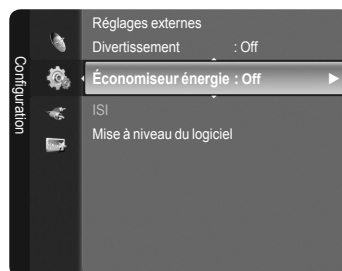 Configuration
Réglages externes
Divertissement : Off
Économiseur énergie : Off
ISI
Mise à niveau du logiciel